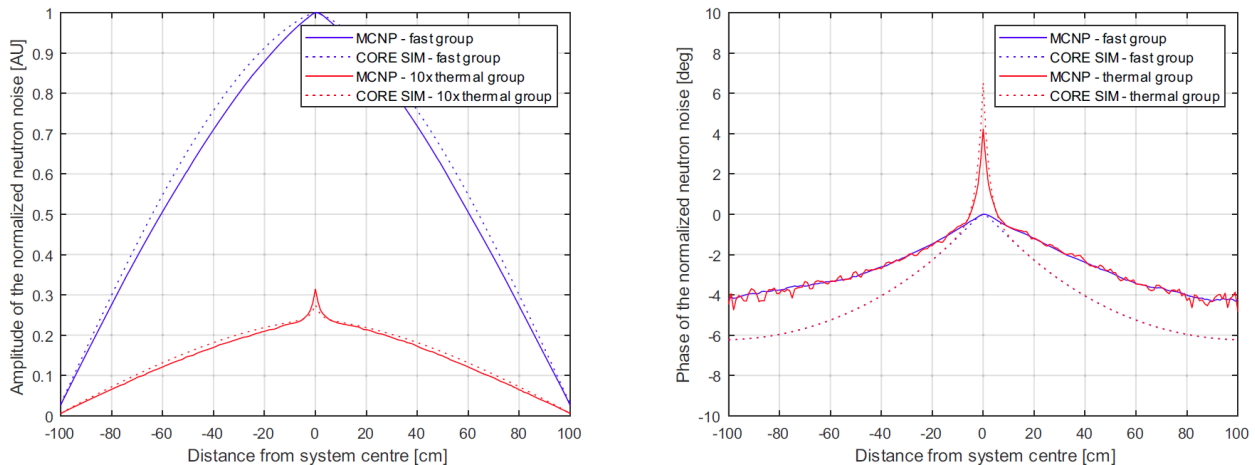 Amplitude of the normalized neutron noise [AU]
1
0.9
0.8
0.7
0.6
0.5
0.4
0.3
0.2
0.1
0
MCNP - fast group
CORE SIM - fast group
MCNP - 10x thermal group
CORE SIM - 10x thermal group
-100 -80 -60 -40 -20 0 20 40 60 80 100
Distance from system centre [cm]
Phase of the normalized neutron noise [deg]
10
8
6
4
2
0
-2
-4
-6
-8
-10
MCNP - fast group
CORE SIM - fast group
MCNP - thermal group
CORE SIM - thermal group
-100 -80 -60 -40 -20 0 20 40 60 80 100
Distance from system centre [cm]